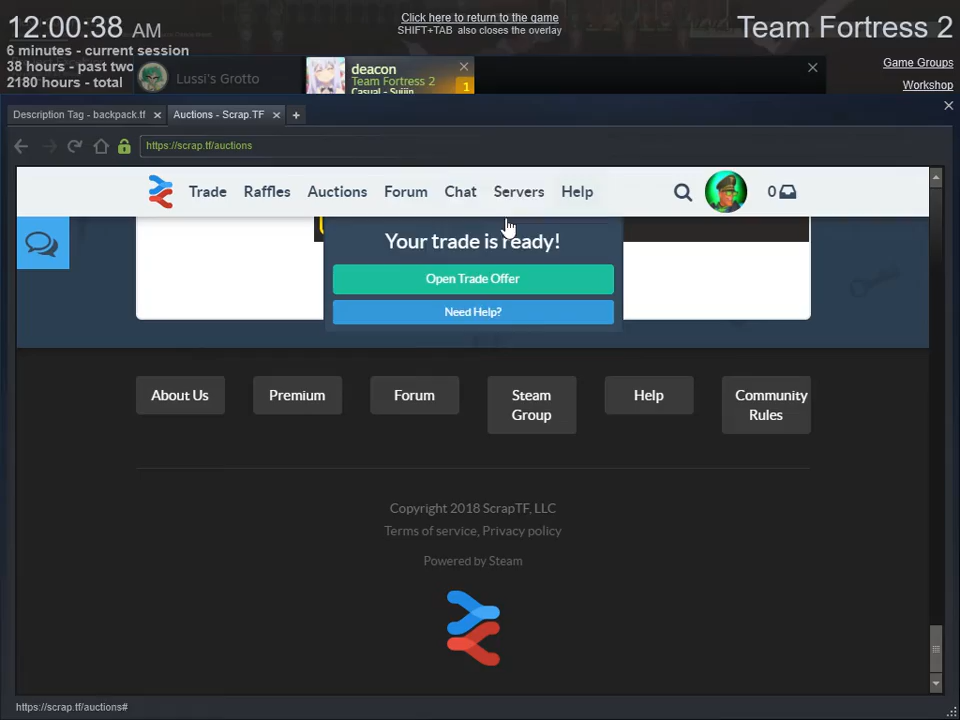 12:00:38 AM
Click here to return to the game
SHIFT+TAB also closes the overlay
Team Fortress 2
6 minutes - current session
38 hours - past two
2180 hours - total
Game Groups
Workshop
Lussi's Grotto
deacon
Team Fortress 2
Casual - Suijin
1
Description Tag - backpack.tf
Auctions - Scrap.TF
https://scrap.tf/auctions
Trade
Raffles
Auctions
Forum
Chat
Servers
Help
0
Your trade is ready!
Open Trade Offer
Need Help?
About Us
Premium
Forum
Steam
Group
Help
Community
Rules
Copyright 2018 ScrapTF, LLC
Terms of service, Privacy policy
Powered by Steam
https://scrap.tf/auctions#